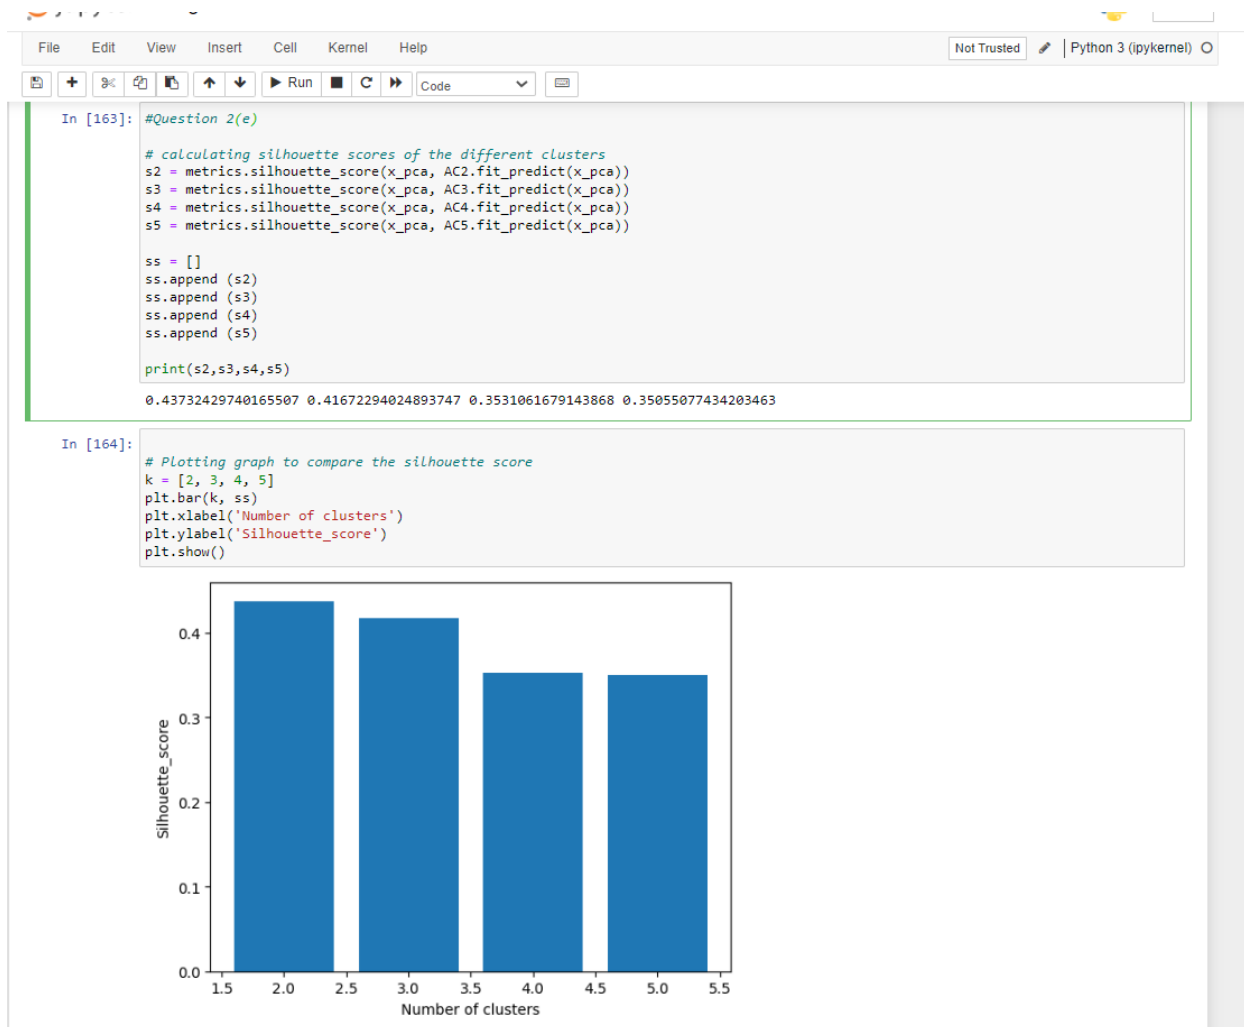 File Edit View Insert Cell Kernel Help Not Trusted Python 3 (ipykernel)
Run Code
In [163]: #Question 2(e)
# calculating silhouette scores of the different clusters
s2 = metrics.silhouette_score(x_pca, AC2.fit_predict(x_pca))
s3 = metrics.silhouette_score(x_pca, AC3.fit_predict(x_pca))
s4 = metrics.silhouette_score(x_pca, AC4.fit_predict(x_pca))
s5 = metrics.silhouette_score(x_pca, AC5.fit_predict(x_pca))
ss = []
ss.append (s2)
ss.append (s3)
ss.append (s4)
ss.append (s5)
print(s2,s3,s4,s5)
0.43732429740165507 0.41672294024893747 0.3531061679143868 0.35055077434203463
In [164]:
# Plotting graph to compare the silhouette score
k = [2, 3, 4, 5]
plt.bar(k, ss)
plt.xlabel('Number of clusters')
plt.ylabel('Silhouette_score')
plt.show()
0.4
0.3
0.2
0.1
0.0
Silhouette_score
1.5 2.0 2.5 3.0 3.5 4.0 4.5 5.0 5.5
Number of clusters